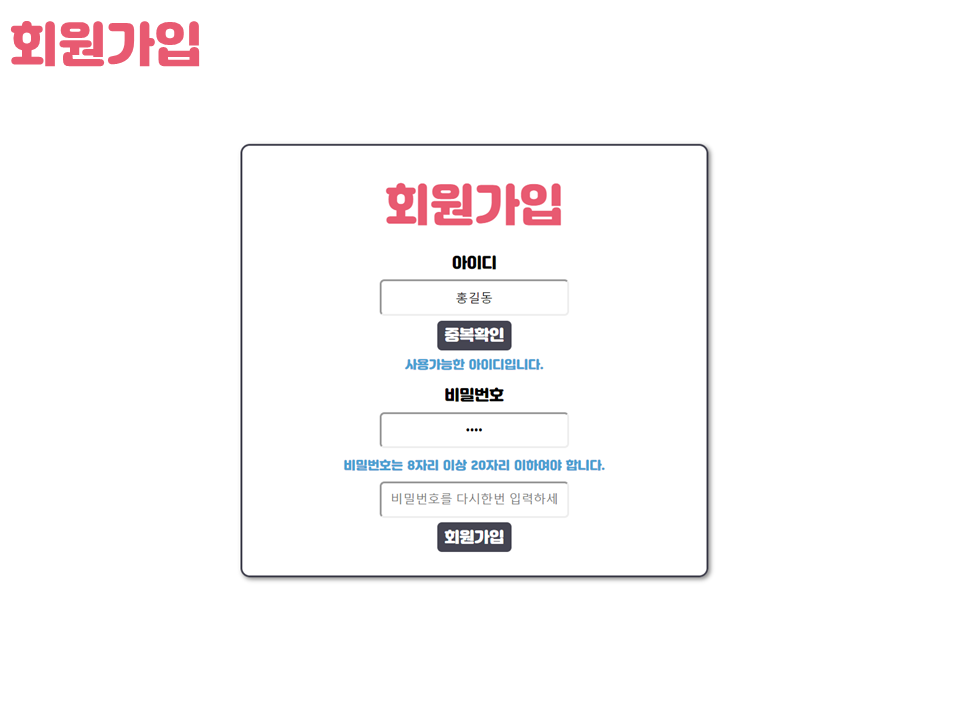 회원가입
회원가입
아이디
홍길동
중복확인
사용가능한 아이디입니다.
비밀번호
••••
비밀번호는 8자리 이상 20자리 이하여야 합니다.
비밀번호를 다시한번 입력하세
회원가입